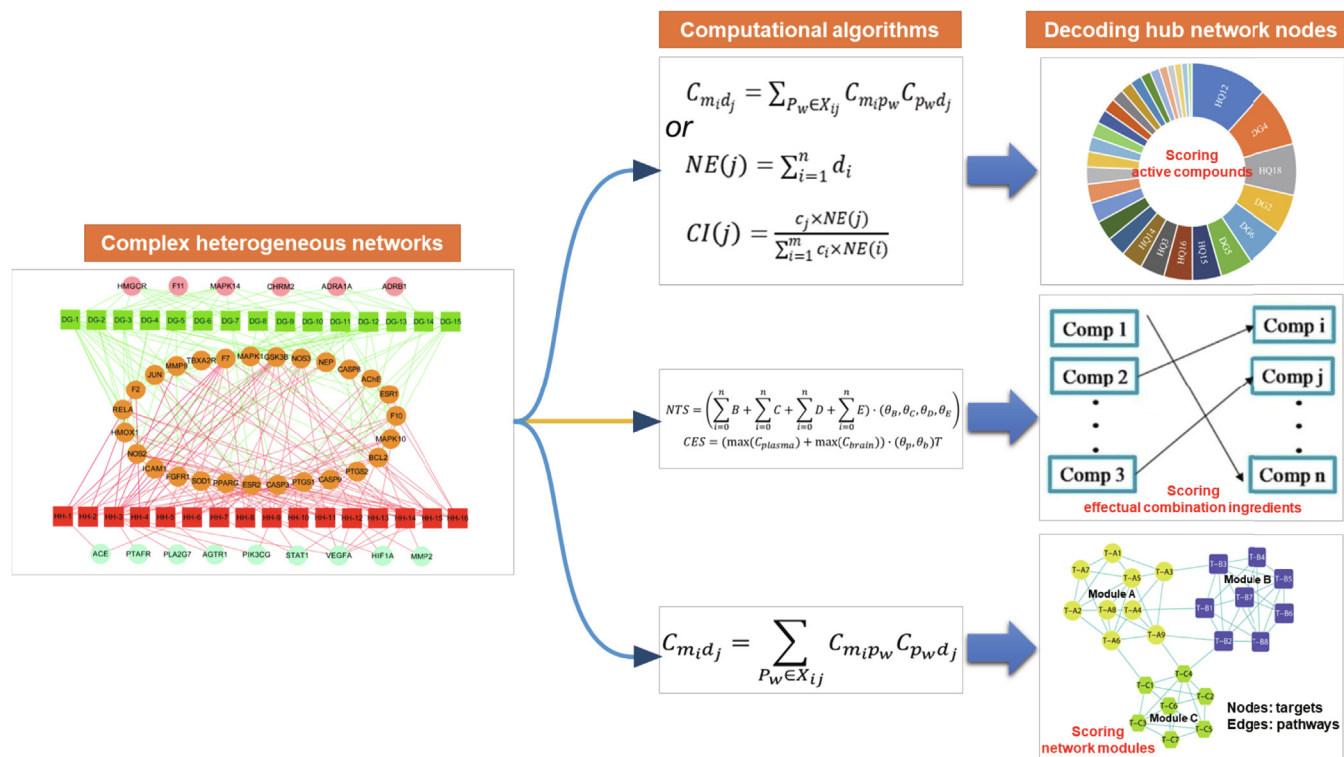 Computational algorithms
Decoding hub network nodes
Complex heterogeneous networks
HMGCR F11 MAPK14 CHRM2 ADRA1A ADRB1
DG-1 DG-2 DG-3 DG-4 DG-5 DG-6 DG-7 DG-8 DG-9 DG-10 DG-11 DG-12 DG-13 DG-14 DG-15
TBXA2R F7 MAPK1 GSK3B NOS3 NEP
MMP9 CASP8
JUN AChE
F2 ESR1
RELA F10
HMOX1 MAPK10
NOS2 BCL2
ICAM1 PTGS2
FGFR1 SOD1 PPARG ESR2 CASP3 PTGS1 CASP9
HH-1 HH-2 HH-3 HH-4 HH-5 HH-6 HH-7 HH-8 HH-9 HH-10 HH-11 HH-12 HH-13 HH-14 HH-15 HH-16
ACE PTAFR PLA2G7 AGTR1 PIK3CG STAT1 VEGFA HIF1A MMP2
C_{m_i d_j} = ∑_{P_w∈X_{ij}} C_{m_i p_w} C_{p_w d_j}
or
NE(j) = ∑_{i=1}^{n} d_i
CI(j) = \frac{c_j×NE(j)}{∑_{i=1}^{m} c_i×NE(i)}
HQ12
DG4
HQ18
DG2
DG6
DG5
HQ15
HQ16
HQ3
HQ14
Scoring
active compounds
NTS = (∑_{i=0}^{n} B + ∑_{i=0}^{n} C + ∑_{i=0}^{n} D + ∑_{i=0}^{n} E) · (θ_B, θ_C, θ_D, θ_E)
CES = (max(C_{plasma}) + max(C_{brain})) · (θ_p, θ_b)T
Comp 1 Comp i
Comp 2 Comp j
Comp 3 Comp n
Scoring
effectual combination ingredients
C_{m_i d_j} = ∑_{P_w∈X_{ij}} C_{m_i p_w} C_{p_w d_j}
T-A1
T-A7
T-A5 T-A3
Module A
T-A2 T-A8 T-A4
T-A6 T-A9
T-B4
T-B3
T-B5
Module B
T-B7
T-B1 T-B6
T-B2 T-B8
T-C4
T-C1 T-C2
T-C6
Module C
T-C3 T-C5
T-C7
Nodes: targets
Edges: pathways
Scoring
network modules